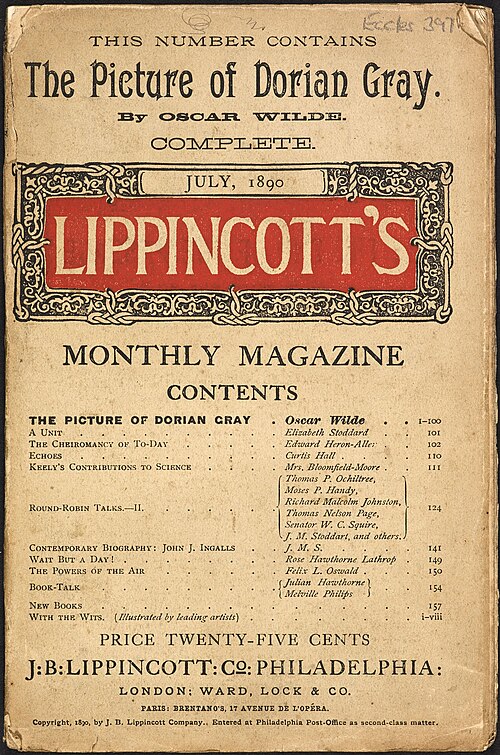 Eccles 397
THIS NUMBER CONTAINS
The Picture of Dorian Gray.
By OSCAR WILDE.
COMPLETE.
JULY, 1890
LIPPINCOTT'S
MONTHLY MAGAZINE
CONTENTS
THE PICTURE OF DORIAN GRAY . Oscar Wilde . . 1–100
A Unit . . . . . . . Elizabeth Stoddard . . 101
The Cheiromancy of To-Day . . . . Edward Heron-Allen . . 102
Echoes . . . . . . . Curtis Hall . . . 110
Keely's Contributions to Science . . . Mrs. Bloomfield-Moore . . 111
Round-Robin Talks.—II. . . . . Thomas P. Ochiltree,
Moses P. Handy,
Richard Malcolm Johnston,
Thomas Nelson Page,
Senator W. C. Squire,
J. M. Stoddart, and others. 124
Contemporary Biography: John J. Ingalls . . J. M. S. . . . 141
Wait But a Day! . . . . . Rose Hawthorne Lathrop . 149
The Powers of the Air . . . . Felix L. Oswald . . . 150
Book-Talk . . . . . . Julian Hawthorne
Melville Philips . . 154
New Books . . . . . . . . . . 157
With the Wits. (Illustrated by leading artists) . . . . . i–viii
PRICE TWENTY-FIVE CENTS
J:B:LIPPINCOTT:Co:PHILADELPHIA:
LONDON: WARD, LOCK & CO.
PARIS: BRENTANO'S, 17 AVENUE DE L'OPÉRA.
Copyright, 1890, by J. B. Lippincott Company. Entered at Philadelphia Post-Office as second-class matter.